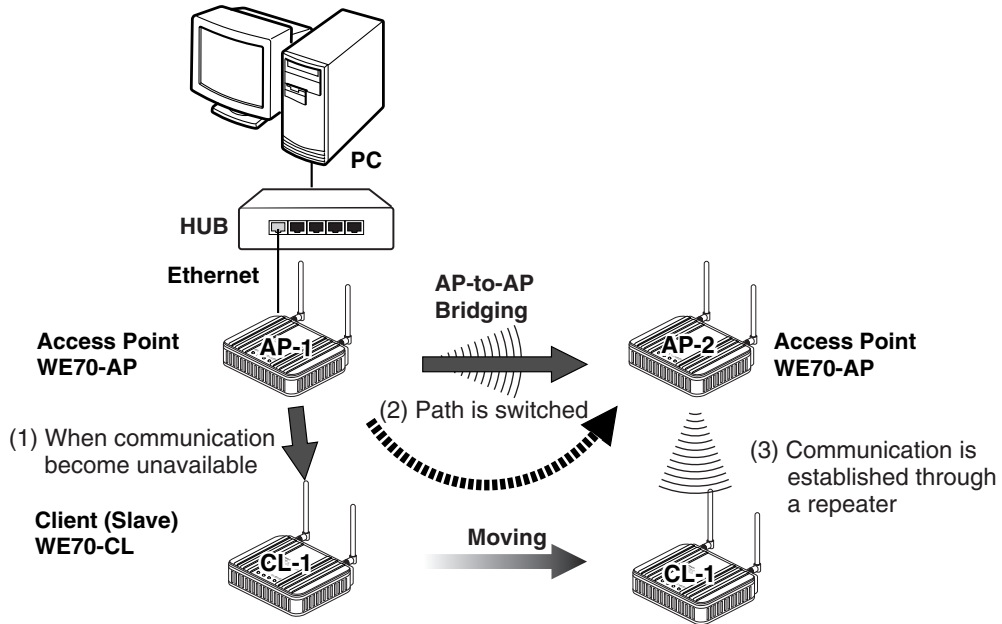 PC
HUB
Ethernet
AP-to-AP
Bridging
Access Point
WE70-AP
AP-1
AP-2
Access Point
WE70-AP
(2) Path is switched
(1) When communication
become unavailable
(3) Communication is
established through
a repeater
Client (Slave)
WE70-CL
Moving
CL-1
CL-1